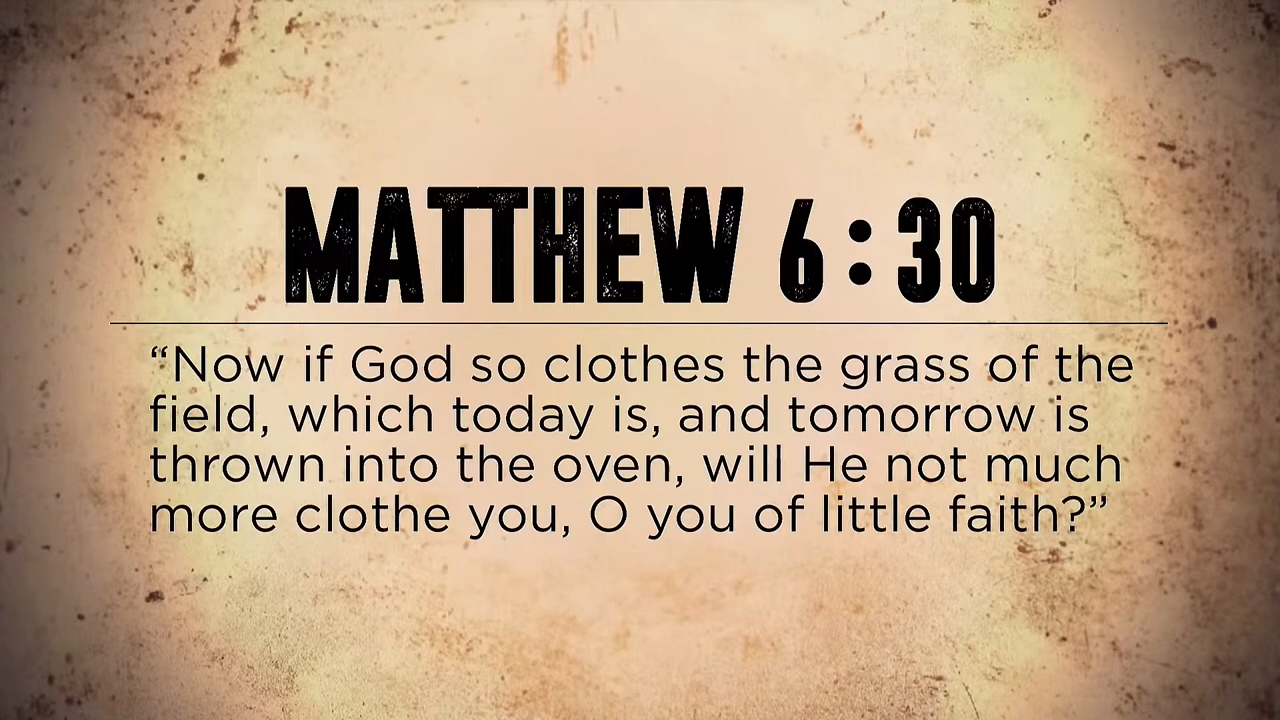 MATTHEW 6:30
“Now if God so clothes the grass of the
field, which today is, and tomorrow is
thrown into the oven, will He not much
more clothe you, O you of little faith?”